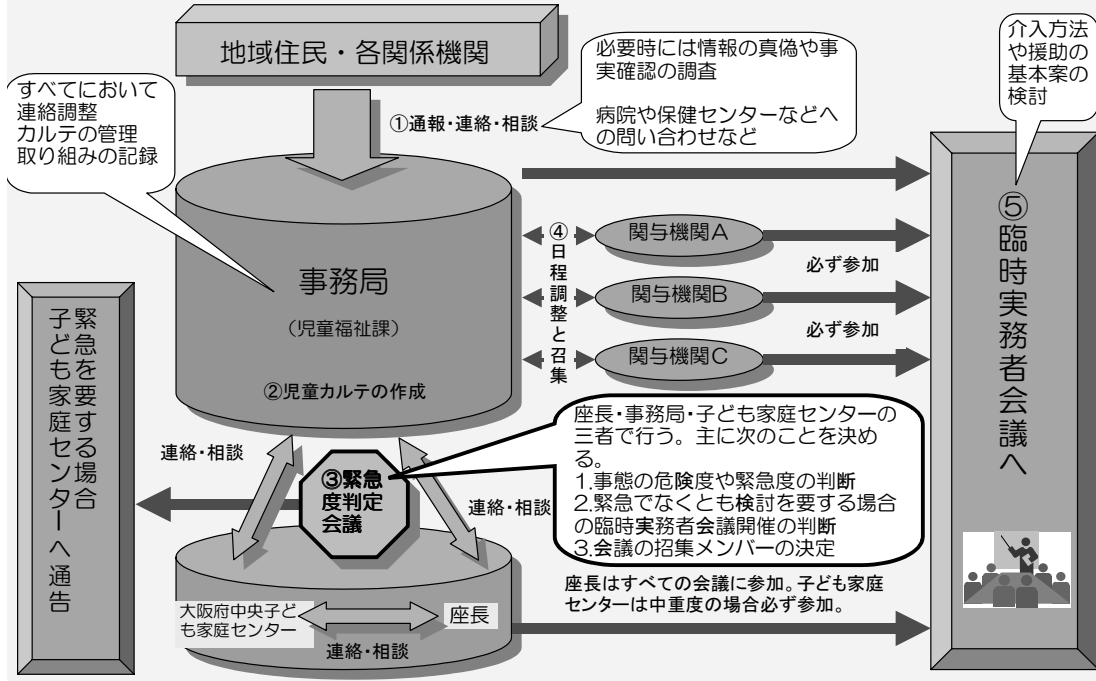 地域住民・各関係機関
すべてにおいて
連絡調整
カルテの管理
取り組みの記録
①通報・連絡・相談
必要時には情報の真偽や事
実確認の調査
病院や保健センターなどへ
の問い合わせなど
介入方法
や援助の
基本案の
検討
事務局
(児童福祉課)
②児童カルテの作成
④日程調整と召集
関与機関A
必ず参加
関与機関B
必ず参加
関与機関C
⑤臨時実務者会議へ
緊急を要する場合
子ども家庭センターへ通告
連絡・相談
③緊急
度判定
会議
連絡・相談
座長・事務局・子ども家庭センターの
三者で行う。主に次のことを決め
る。
1.事態の危険度や緊急度の判断
2.緊急でなくとも検討を要する場合
の臨時実務者会議開催の判断
3.会議の招集メンバーの決定
座長はすべての会議に参加。子ども家庭
センターは中重度の場合必ず参加。
大阪府中央子ど
も家庭センター
座長
連絡・相談